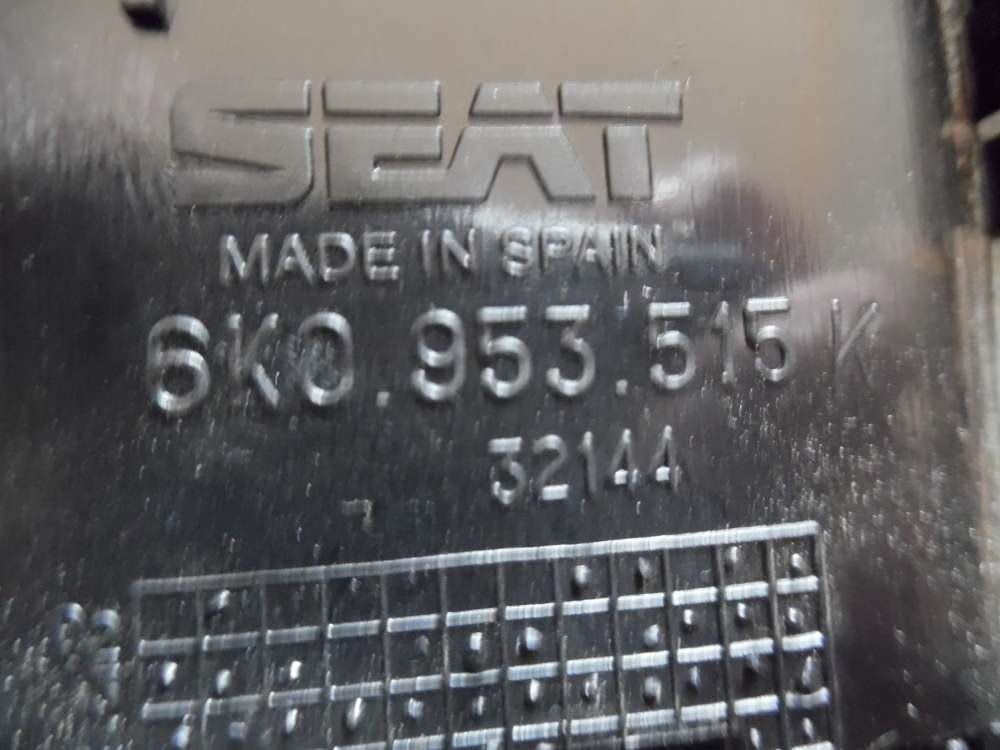 SEAT
MADE IN SPAIN
6K0.953.515 K
32144